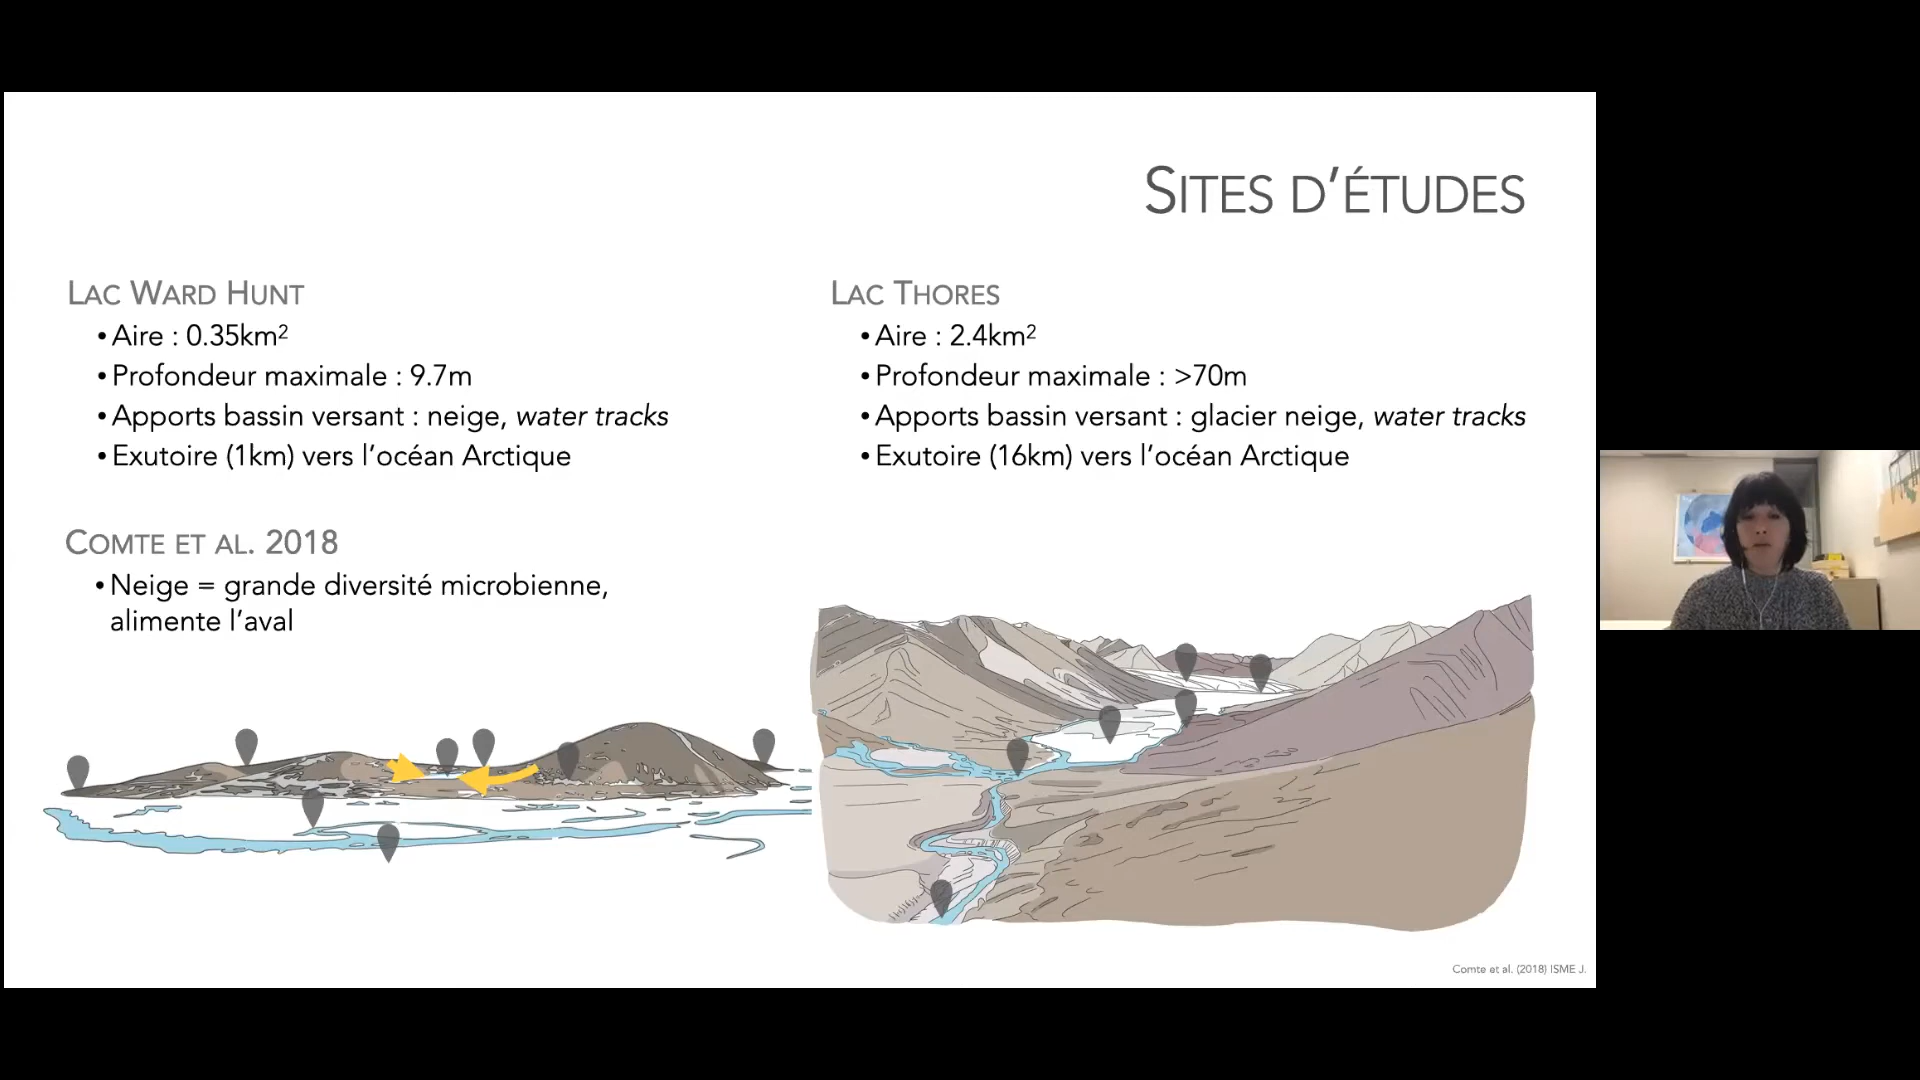 SITES D'ÉTUDES
LAC WARD HUNT
• Aire : 0.35km²
• Profondeur maximale : 9.7m
• Apports bassin versant : neige, water tracks
• Exutoire (1km) vers l'océan Arctique
COMTE ET AL. 2018
• Neige = grande diversité microbienne,
alimente l'aval
LAC THORES
• Aire : 2.4km²
• Profondeur maximale : >70m
• Apports bassin versant : glacier neige, water tracks
• Exutoire (16km) vers l'océan Arctique
Comte et al. (2018) ISME J.